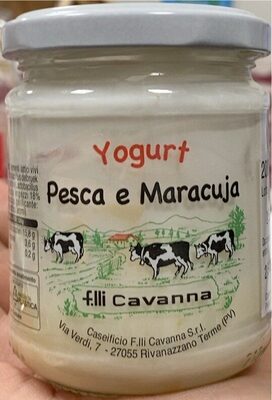 Yogurt
Pesca e Maracuja
f.lli Cavanna
Caseificio F.lli Cavanna S.r.l.
Via Verdi, 7 - 27055 Rivanazzano Terme (PV)